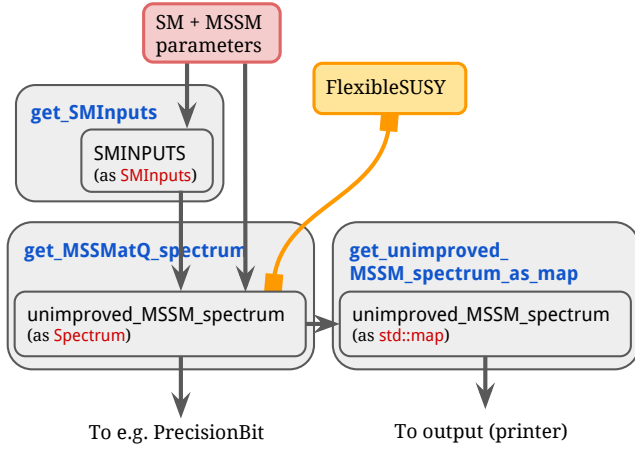 SM + MSSM
parameters
FlexibleSUSY
get_SMInputs
SMINPUTS
(as SMInputs)
get_MSSMatQ_spectrum
unimproved_MSSM_spectrum
(as Spectrum)
get_unimproved_
MSSM_spectrum_as_map
unimproved_MSSM_spectrum
(as std::map)
To e.g. PrecisionBit
To output (printer)